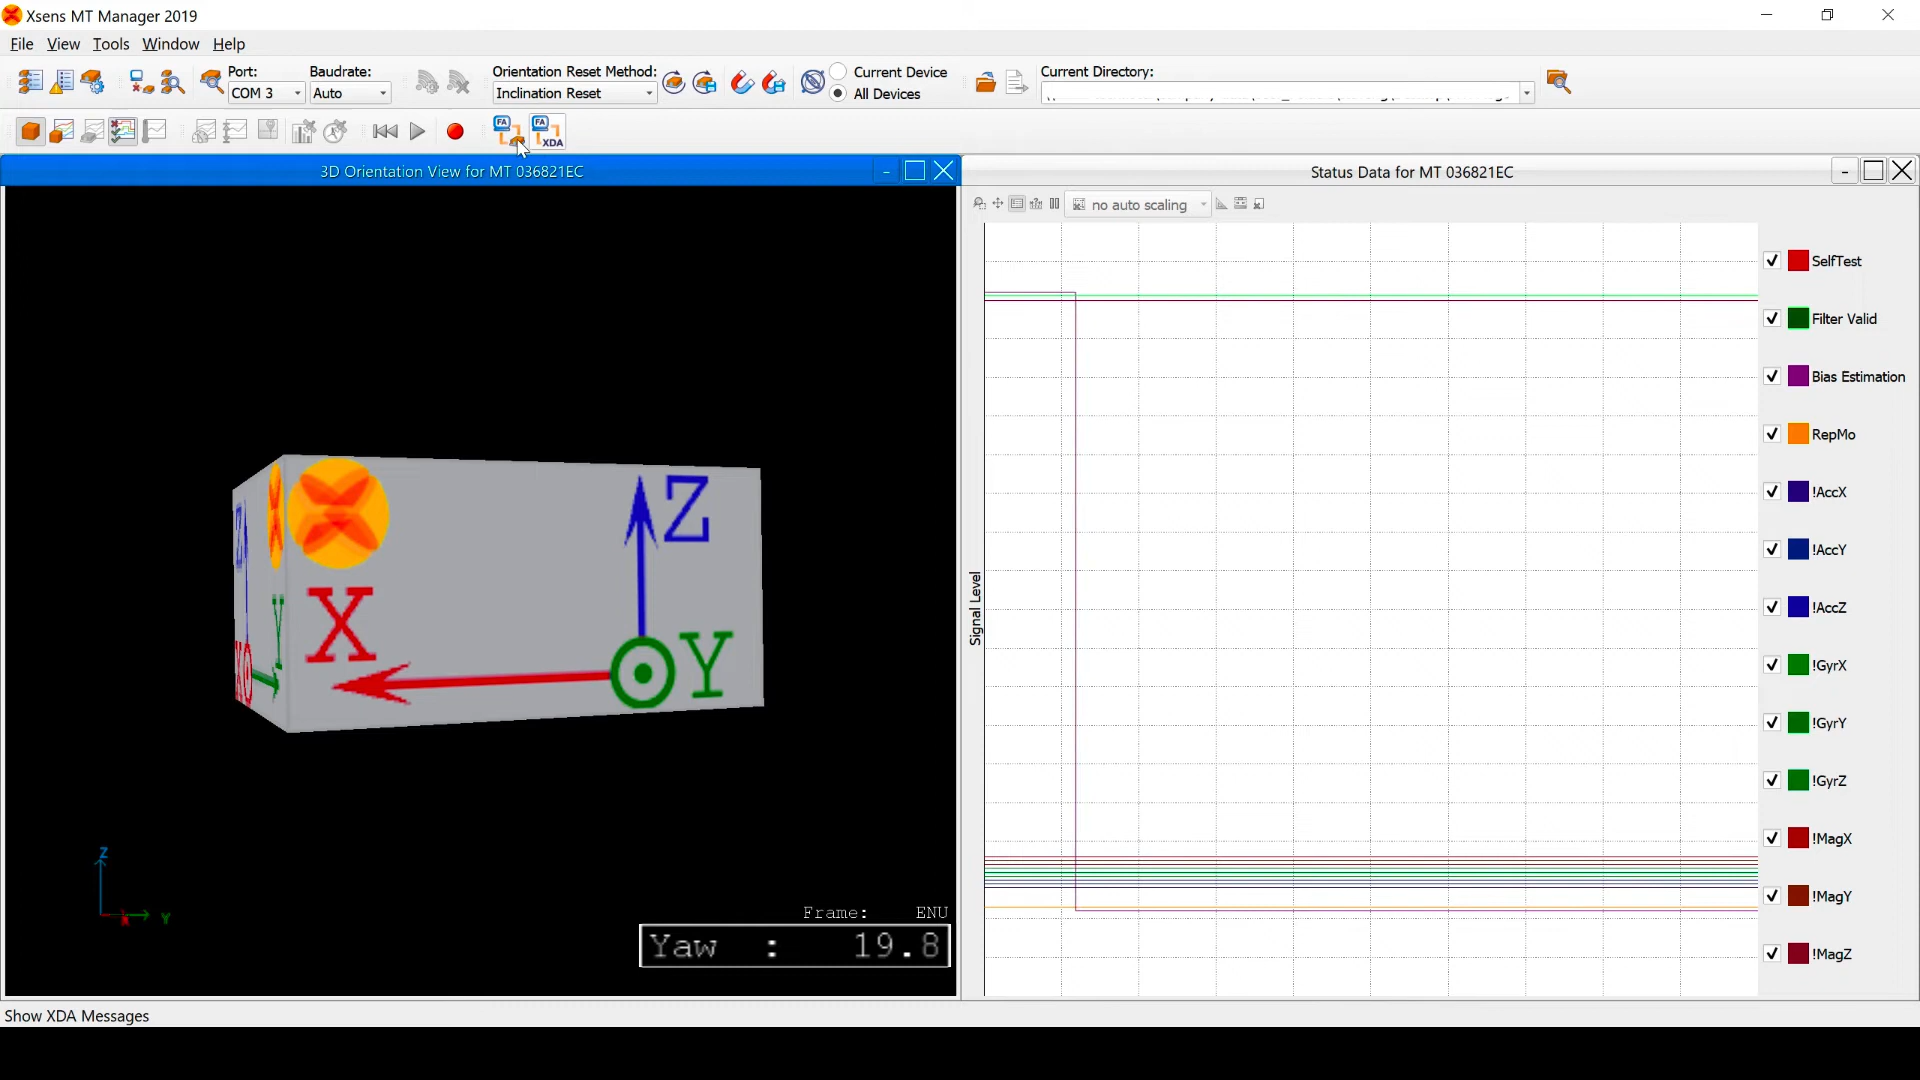 Xsens MT Manager 2019
File View Tools Window Help
Port:
COM 3
Baudrate:
Auto
Orientation Reset Method:
Inclination Reset
Current Device
All Devices
Current Directory:
FA
FA
XDA
3D Orientation View for MT 036821EC
Status Data for MT 036821EC
no auto scaling
Signal Level
SelfTest
Filter Valid
Bias Estimation
RepMo
!AccX
!AccY
!AccZ
!GyrX
!GyrY
!GyrZ
!MagX
!MagY
!MagZ
Z
X
Y
Z
Y
X
Z
X
Y
Frame: ENU
Yaw : 19.8
Show XDA Messages